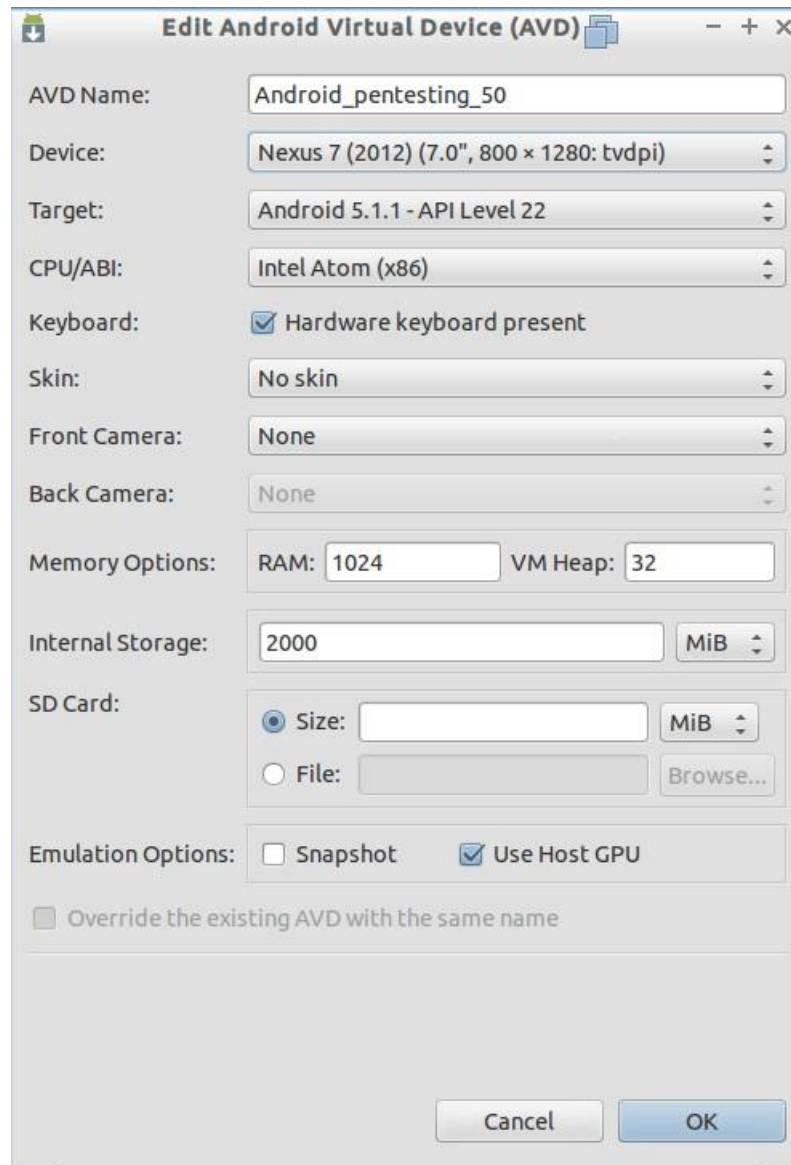 Edit Android Virtual Device (AVD)
AVD Name: Android_pentesting_50
Device: Nexus 7 (2012) (7.0", 800 × 1280: tvdpi)
Target: Android 5.1.1 - API Level 22
CPU/ABI: Intel Atom (x86)
Keyboard: Hardware keyboard present
Skin: No skin
Front Camera: None
Back Camera: None
Memory Options: RAM: 1024 VM Heap: 32
Internal Storage: 2000 MiB
SD Card:
Size: MiB
File: Browse...
Emulation Options: Snapshot Use Host GPU
Override the existing AVD with the same name
Cancel OK